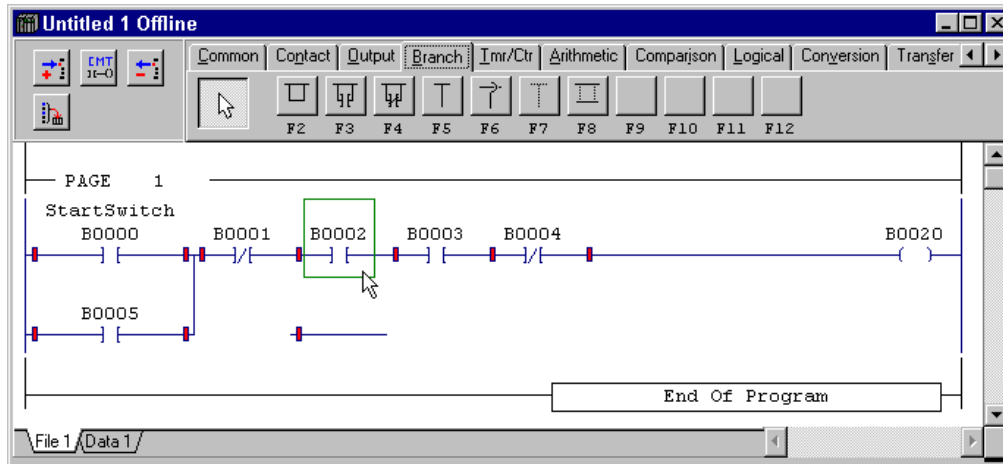 Untitled 1 Offline
CMT
Common Contact Output Branch Tmr/Ctr Arithmetic Comparison Logical Conversion Transfer
F2 F3 F4 F5 F6 F7 F8 F9 F10 F11 F12
PAGE 1
StartSwitch
B0000 B0001 B0002 B0003 B0004 B0020
B0005
End Of Program
File 1 Data 1